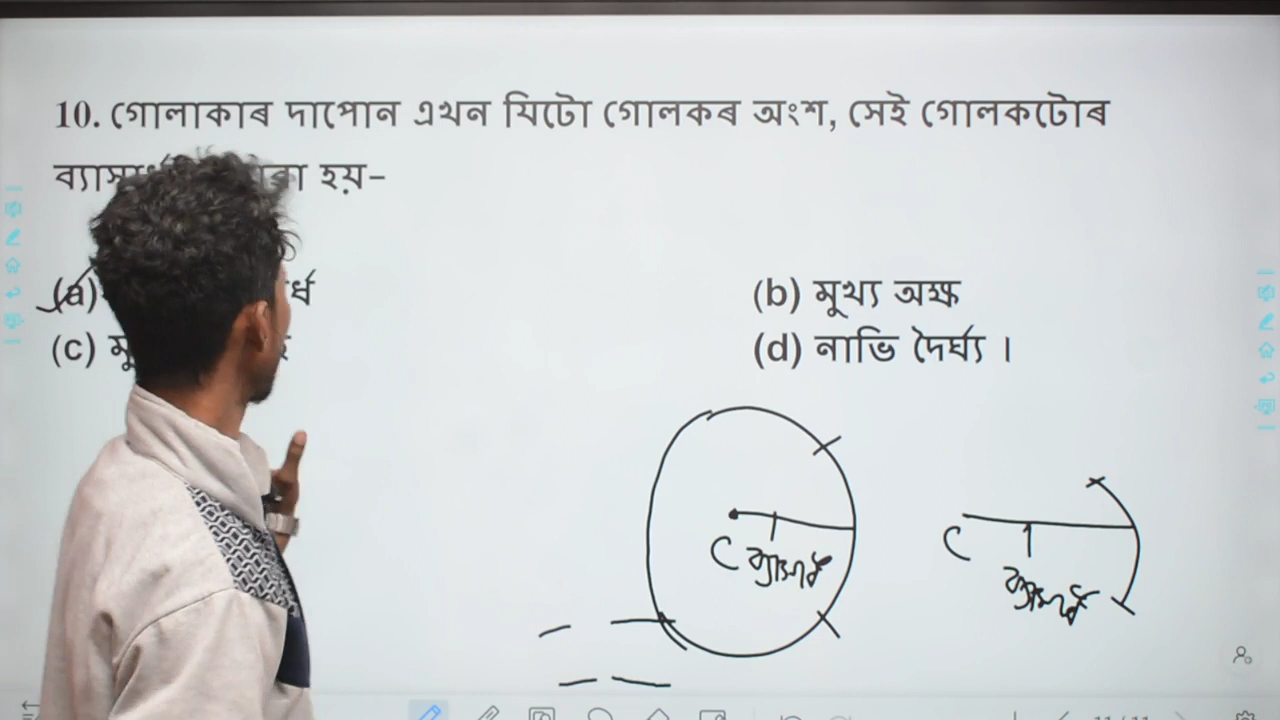 10. গোলাকাৰ দাপোন এখন যিটো গোলকৰ অংশ, সেই গোলকটোৰ
হয়–
(a)
(b) মুখ্য অক্ষ
(c)
(d) নাভি দৈৰ্ঘ্য ।
C ব্যাসাৰ্ধ
C
ব্যাসাৰ্ধ